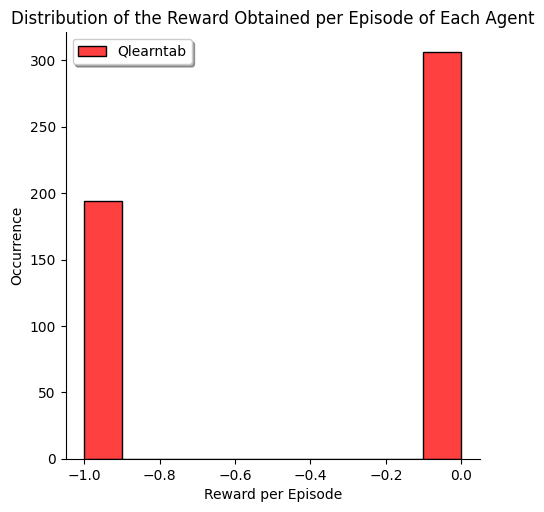 Distribution of the Reward Obtained per Episode of Each Agent
Qlearntab
Occurrence
300
250
200
150
100
50
0
−1.0 −0.8 −0.6 −0.4 −0.2 0.0
Reward per Episode